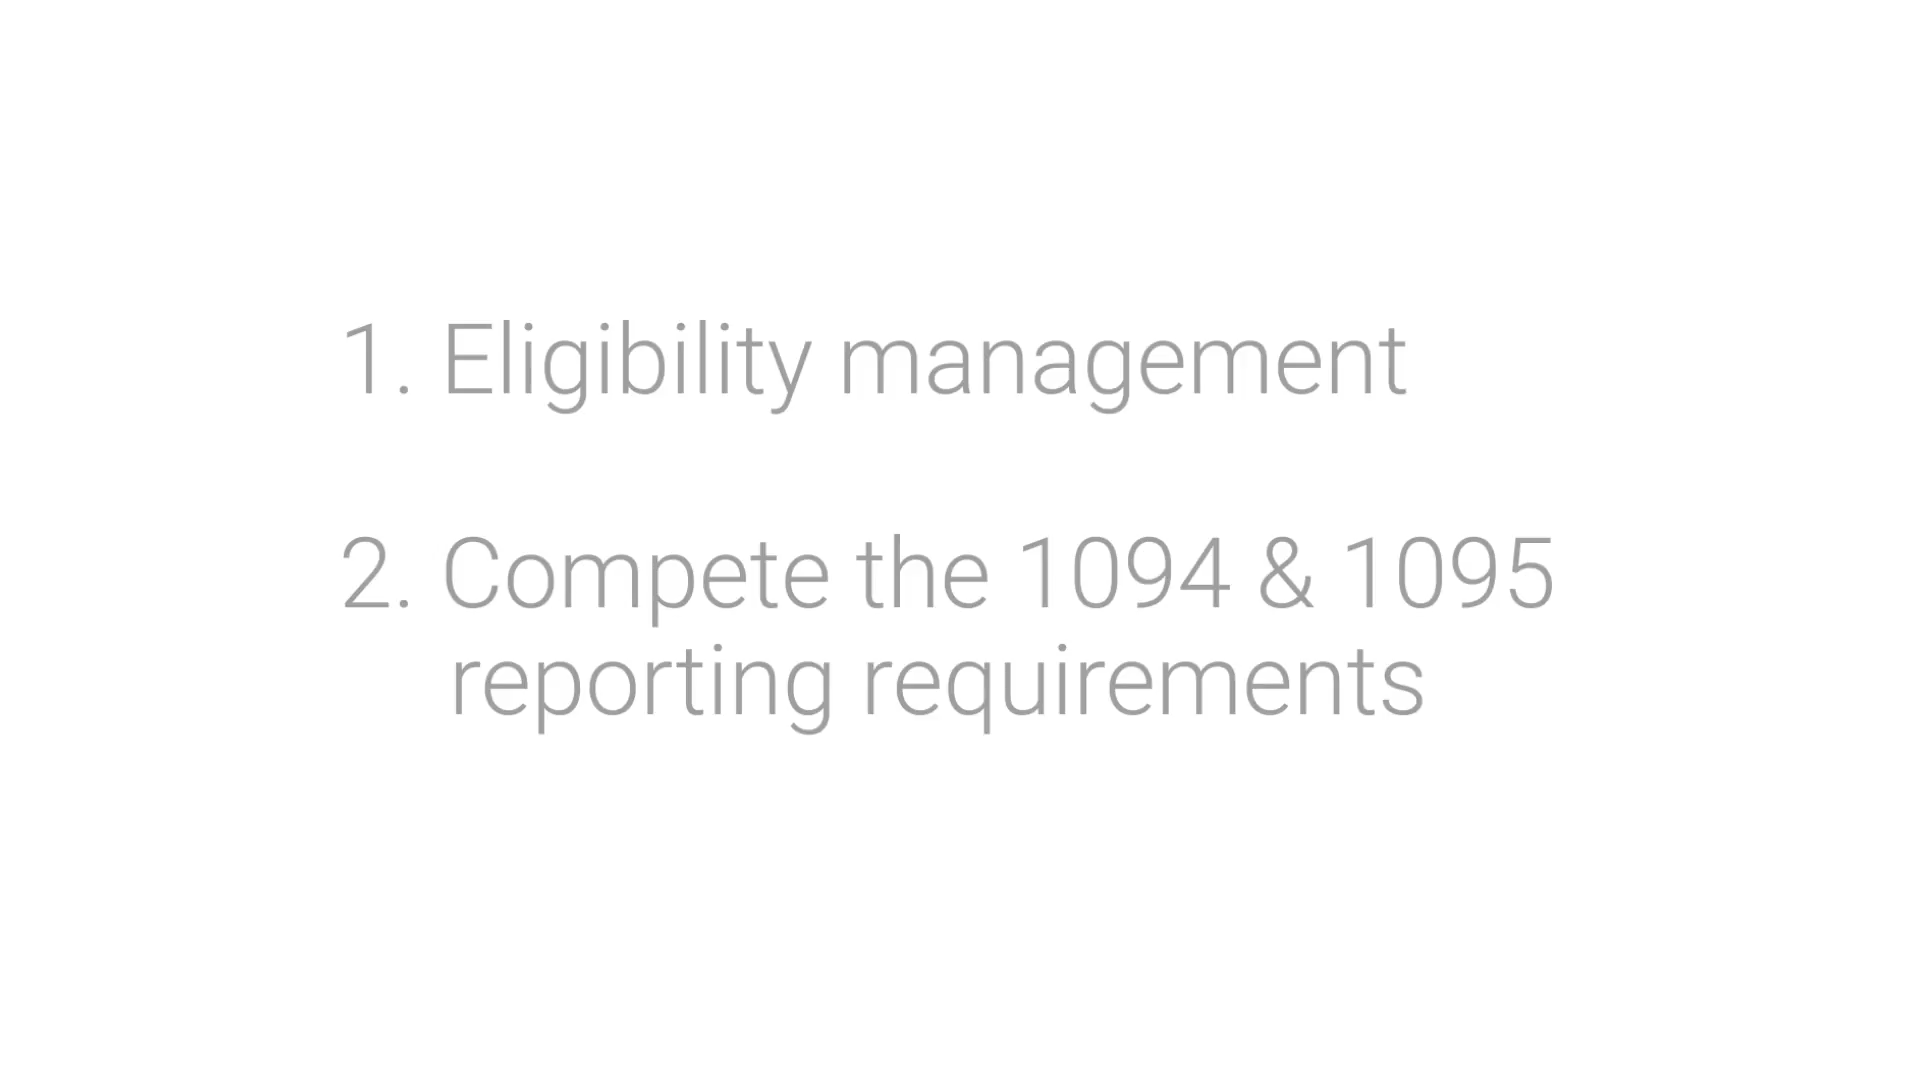 1. Eligibility management
2. Compete the 1094 & 1095
reporting requirements